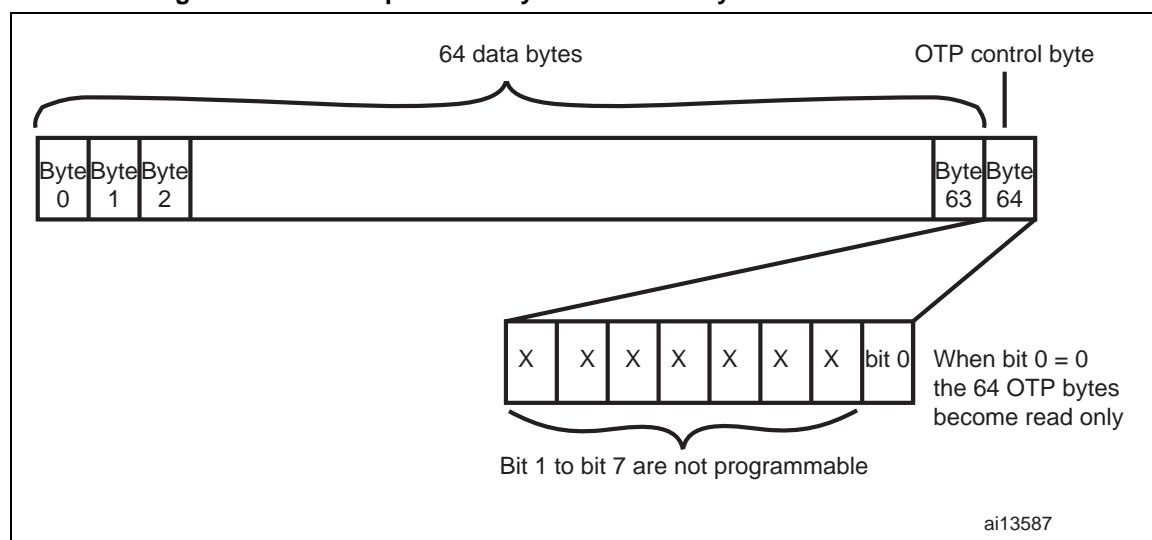 64 data bytes
OTP control byte
Byte Byte Byte Byte Byte
0 1 2 63 64
X X X X X X X bit 0
When bit 0 = 0
the 64 OTP bytes
become read only
Bit 1 to bit 7 are not programmable
ai13587